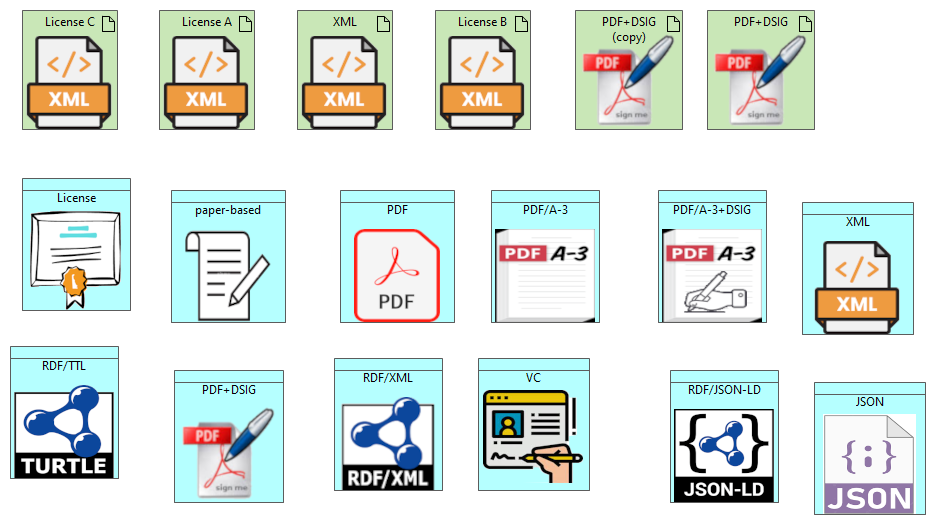 License C
</>
XML
License A
</>
XML
XML
</>
XML
License B
</>
XML
PDF+DSIG
(copy)
PDF
sign me
PDF+DSIG
PDF
sign me
License
paper-based
PDF
PDF
PDF/A-3
PDF A-3
PDF/A-3+DSIG
PDF A-3
XML
</>
XML
RDF/TTL
TURTLE
PDF+DSIG
PDF
sign me
RDF/XML
RDF/XML
VC
RDF/JSON-LD
{ }
JSON-LD
JSON
{:}
JSON